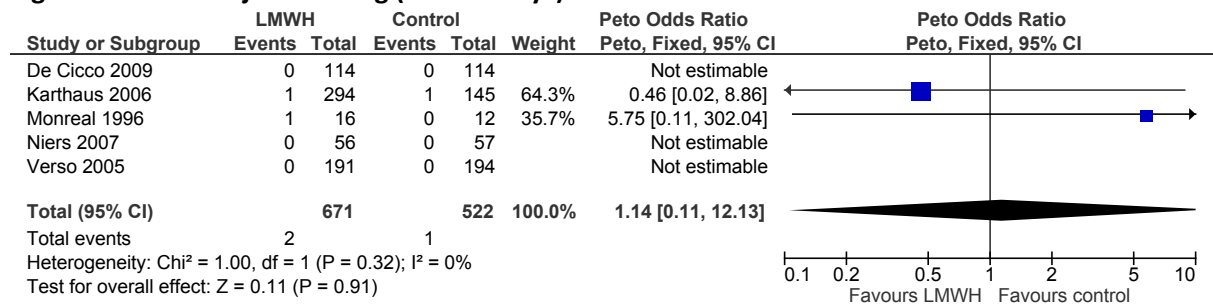 LMWH Control Peto Odds Ratio Peto Odds Ratio
Study or Subgroup Events Total Events Total Weight Peto, Fixed, 95% CI Peto, Fixed, 95% CI
De Cicco 2009 0 114 0 114 Not estimable
Karthaus 2006 1 294 1 145 64.3% 0.46 [0.02, 8.86]
Monreal 1996 1 16 0 12 35.7% 5.75 [0.11, 302.04]
Niers 2007 0 56 0 57 Not estimable
Verso 2005 0 191 0 194 Not estimable
Total (95% CI) 671 522 100.0% 1.14 [0.11, 12.13]
Total events 2 1
Heterogeneity: Chi² = 1.00, df = 1 (P = 0.32); I² = 0%
Test for overall effect: Z = 0.11 (P = 0.91)
0.1 0.2 0.5 1 2 5 10
Favours LMWH Favours control